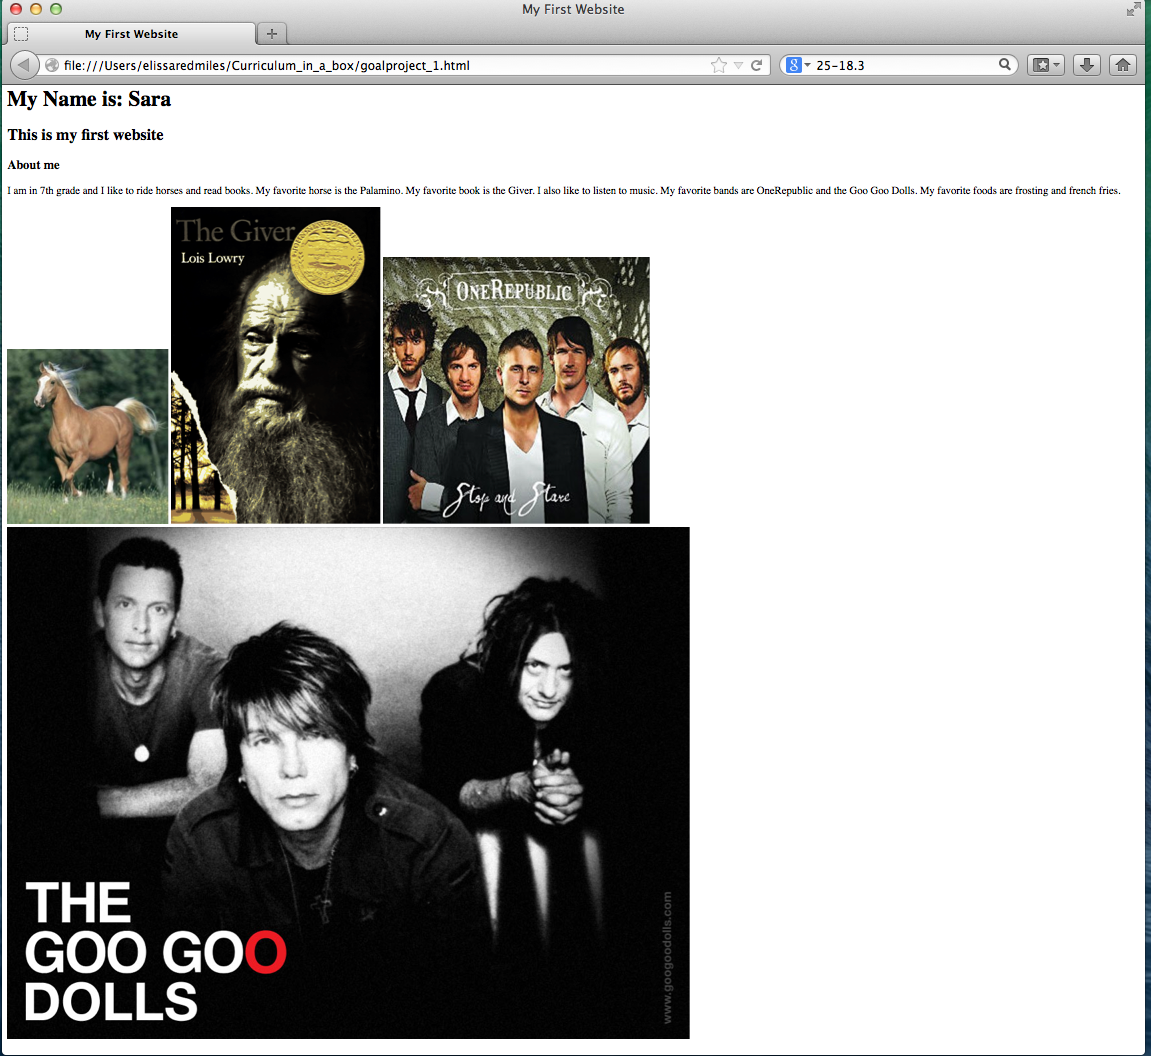 My First Website
My First Website
file:///Users/elissaredmiles/Curriculum_in_a_box/goalproject_1.html
8 25-18.3
My Name is: Sara
This is my first website
About me
I am in 7th grade and I like to ride horses and read books. My favorite horse is the Palamino. My favorite book is the Giver. I also like to listen to music. My favorite bands are OneRepublic and the Goo Goo Dolls. My favorite foods are frosting and french fries.
The Giver
Lois Lowry
ONEREPUBLIC
Stop and Stare
THE
GOO GOO
DOLLS
www.googoodolls.com